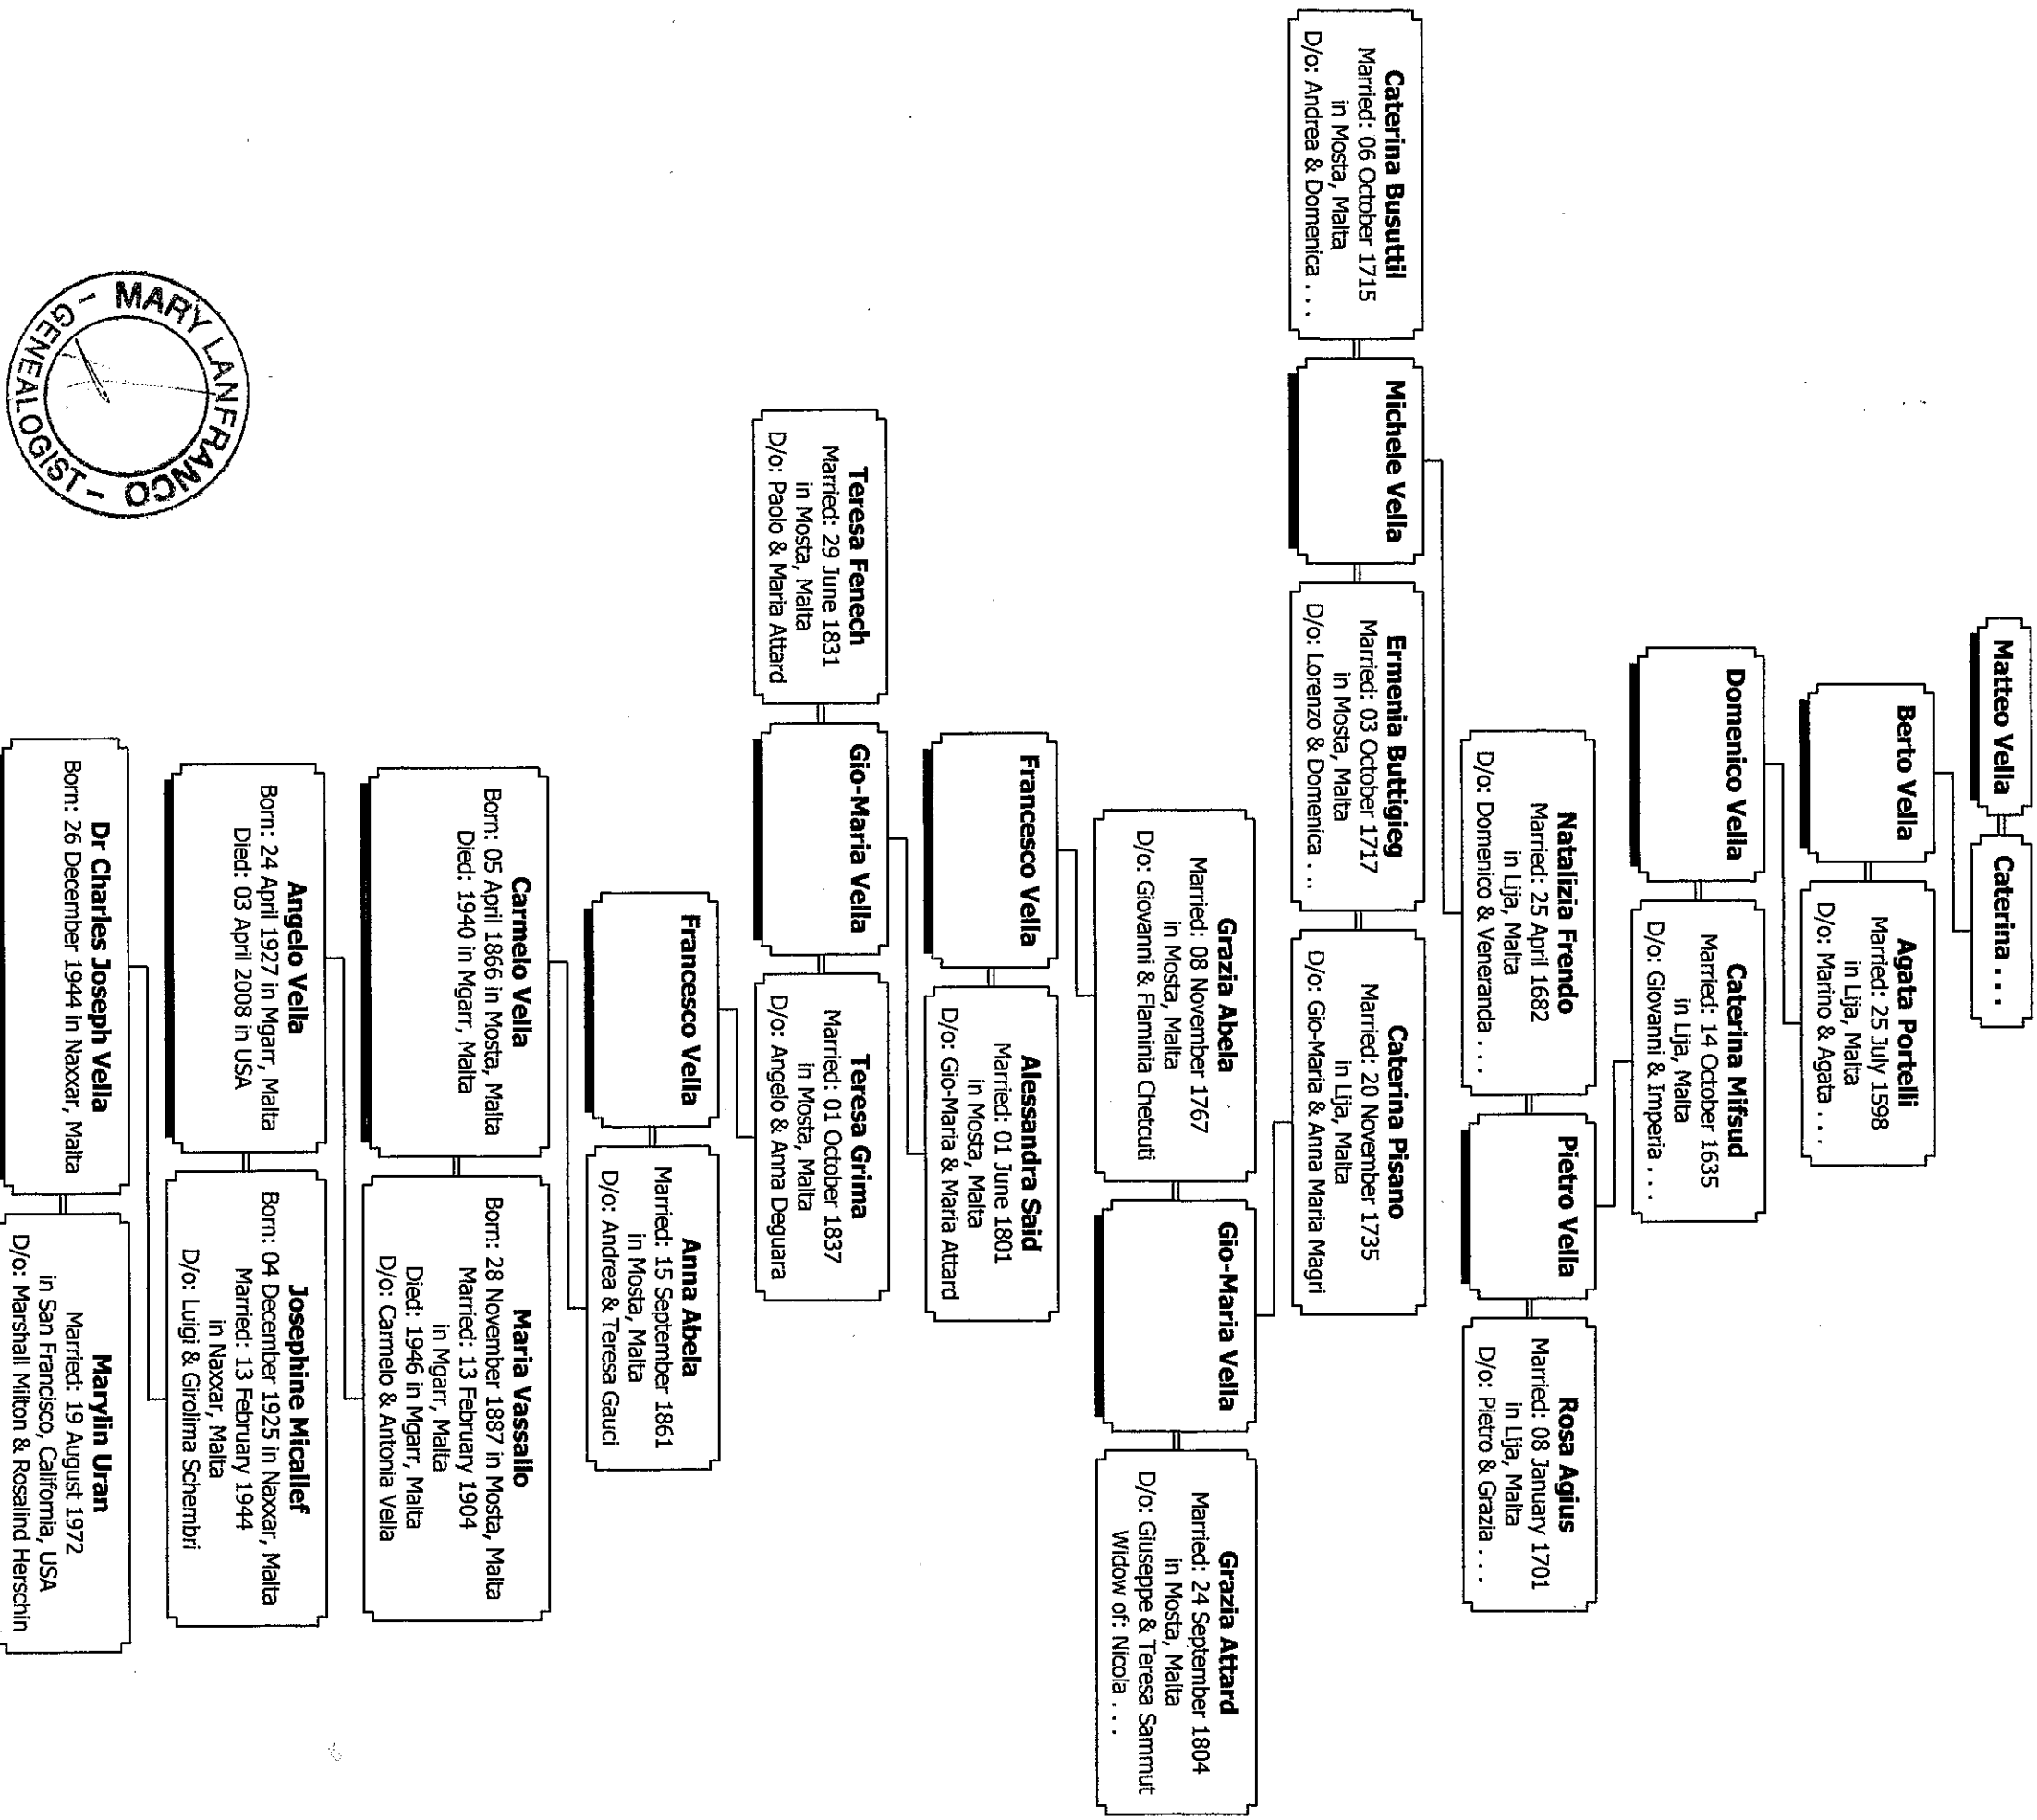 Matteo Vella
Caterina . . .
Berto Vella
Agata Portelli
Married: 25 July 1598
in Lija, Malta
D/o: Marino & Agata . . .
Domenico Vella
Caterina Mifsud
Married: 14 October 1635
in Lija, Malta
D/o: Giovanni & Imperia . . .
Natalizia Frendo
Married: 25 April 1682
in Lija, Malta
D/o: Domenico & Veneranda . . .
Pietro Vella
Rosa Agius
Married: 08 January 1701
in Lija, Malta
D/o: Pietro & Grazia . . .
Caterina Busuttil
Married: 06 October 1715
in Mosta, Malta
D/o: Andrea & Domenica . . .
Michele Vella
Ermenia Buttigieg
Married: 03 October 1717
in Mosta, Malta
D/o: Lorenzo & Domenica . . .
Caterina Pisano
Married: 20 November 1735
in Lija, Malta
D/o: Gio-Maria & Anna Maria Magri
Grazia Abela
Married: 08 November 1767
in Mosta, Malta
D/o: Giovanni & Flaminia Chetcuti
Gio-Maria Vella
Grazia Attard
Married: 24 September 1804
in Mosta, Malta
D/o: Giuseppe & Teresa Sammut
Widow of: Nicola . . .
Francesco Vella
Alessandra Said
Married: 01 June 1801
in Mosta, Malta
D/o: Gio-Maria & Maria Attard
Teresa Fenech
Married: 29 June 1831
in Mosta, Malta
D/o: Paolo & Maria Attard
Gio-Maria Vella
Teresa Grima
Married: 01 October 1837
in Mosta, Malta
D/o: Angelo & Anna Deguara
Francesco Vella
Anna Abela
Married: 15 September 1861
in Mosta, Malta
D/o: Andrea & Teresa Gauci
Carmelo Vella
Born: 05 April 1866 in Mosta, Malta
Died: 1940 in Mgarr, Malta
Maria Vassallo
Born: 28 November 1887 in Mosta, Malta
Married: 13 February 1904
in Mgarr, Malta
Died: 1946 in Mgarr, Malta
D/o: Carmelo & Antonia Vella
Angelo Vella
Born: 24 April 1927 in Mgarr, Malta
Died: 03 April 2008 in USA
Josephine Micallef
Born: 04 December 1925 in Naxxar, Malta
Married: 13 February 1944
in Naxxar, Malta
D/o: Luigi & Girolima Schembri
Dr Charles Joseph Vella
Born: 26 December 1944 in Naxxar, Malta
Marylin Uran
Married: 19 August 1972
in San Francisco, California, USA
D/o: Marshall Milton & Rosalind Herschin
MARY LANFRANCO
- GENEALOGIST -